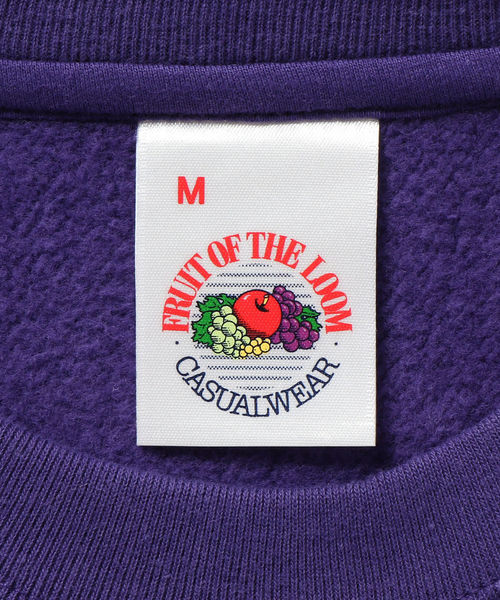 M
FRUIT OF THE LOOM
· CASUALWEAR ·